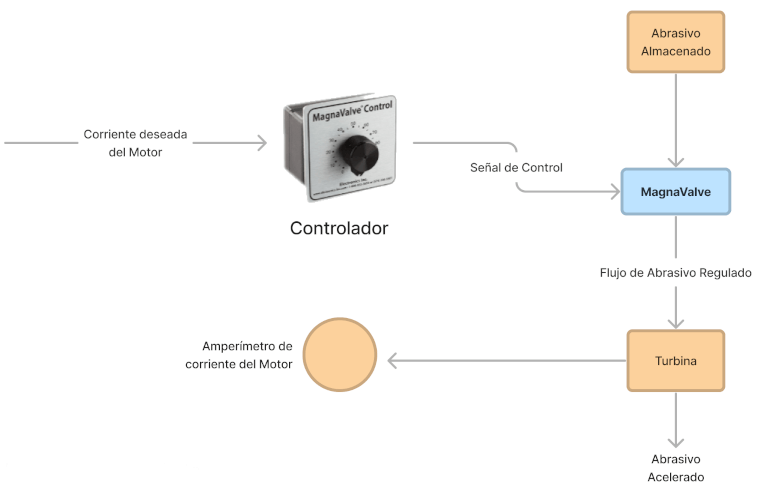 Abrasivo
Almacenado
Corriente deseada
del Motor
MagnaValve® Control
Señal de Control
MagnaValve
Controlador
Flujo de Abrasivo Regulado
Amperímetro de
corriente del Motor
Turbina
Abrasivo
Acelerado